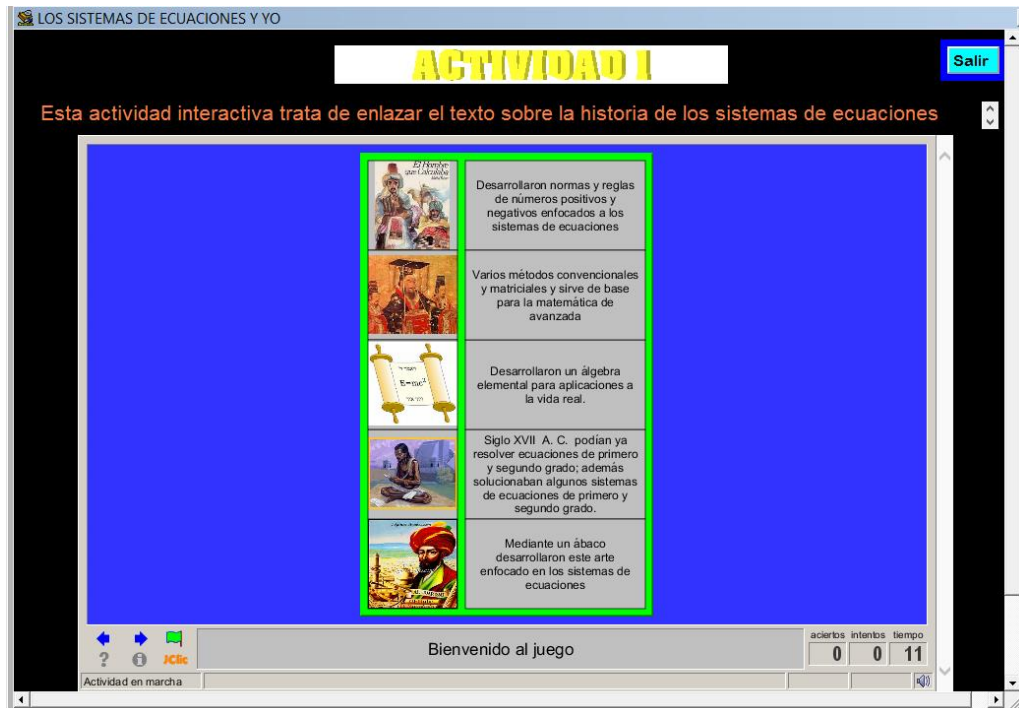 LOS SISTEMAS DE ECUACIONES Y YO
ACTIVIDAD 1
Salir
Esta actividad interactiva trata de enlazar el texto sobre la historia de los sistemas de ecuaciones
El Hombre
que Calculaba
Desarrollaron normas y reglas
de números positivos y
negativos enfocados a los
sistemas de ecuaciones
Varios métodos convencionales
y matriciales y sirve de base
para la matemática de
avanzada
E=mc²
Desarrollaron un álgebra
elemental para aplicaciones a
la vida real.
Siglo XVII A. C. podían ya
resolver ecuaciones de primero
y segundo grado; además
solucionaban algunos sistemas
de ecuaciones de primero y
segundo grado.
Mediante un ábaco
desarrollaron este arte
enfocado en los sistemas de
ecuaciones
Bienvenido al juego
aciertos intentos tiempo
0 0 11
? i JClic
Actividad en marcha